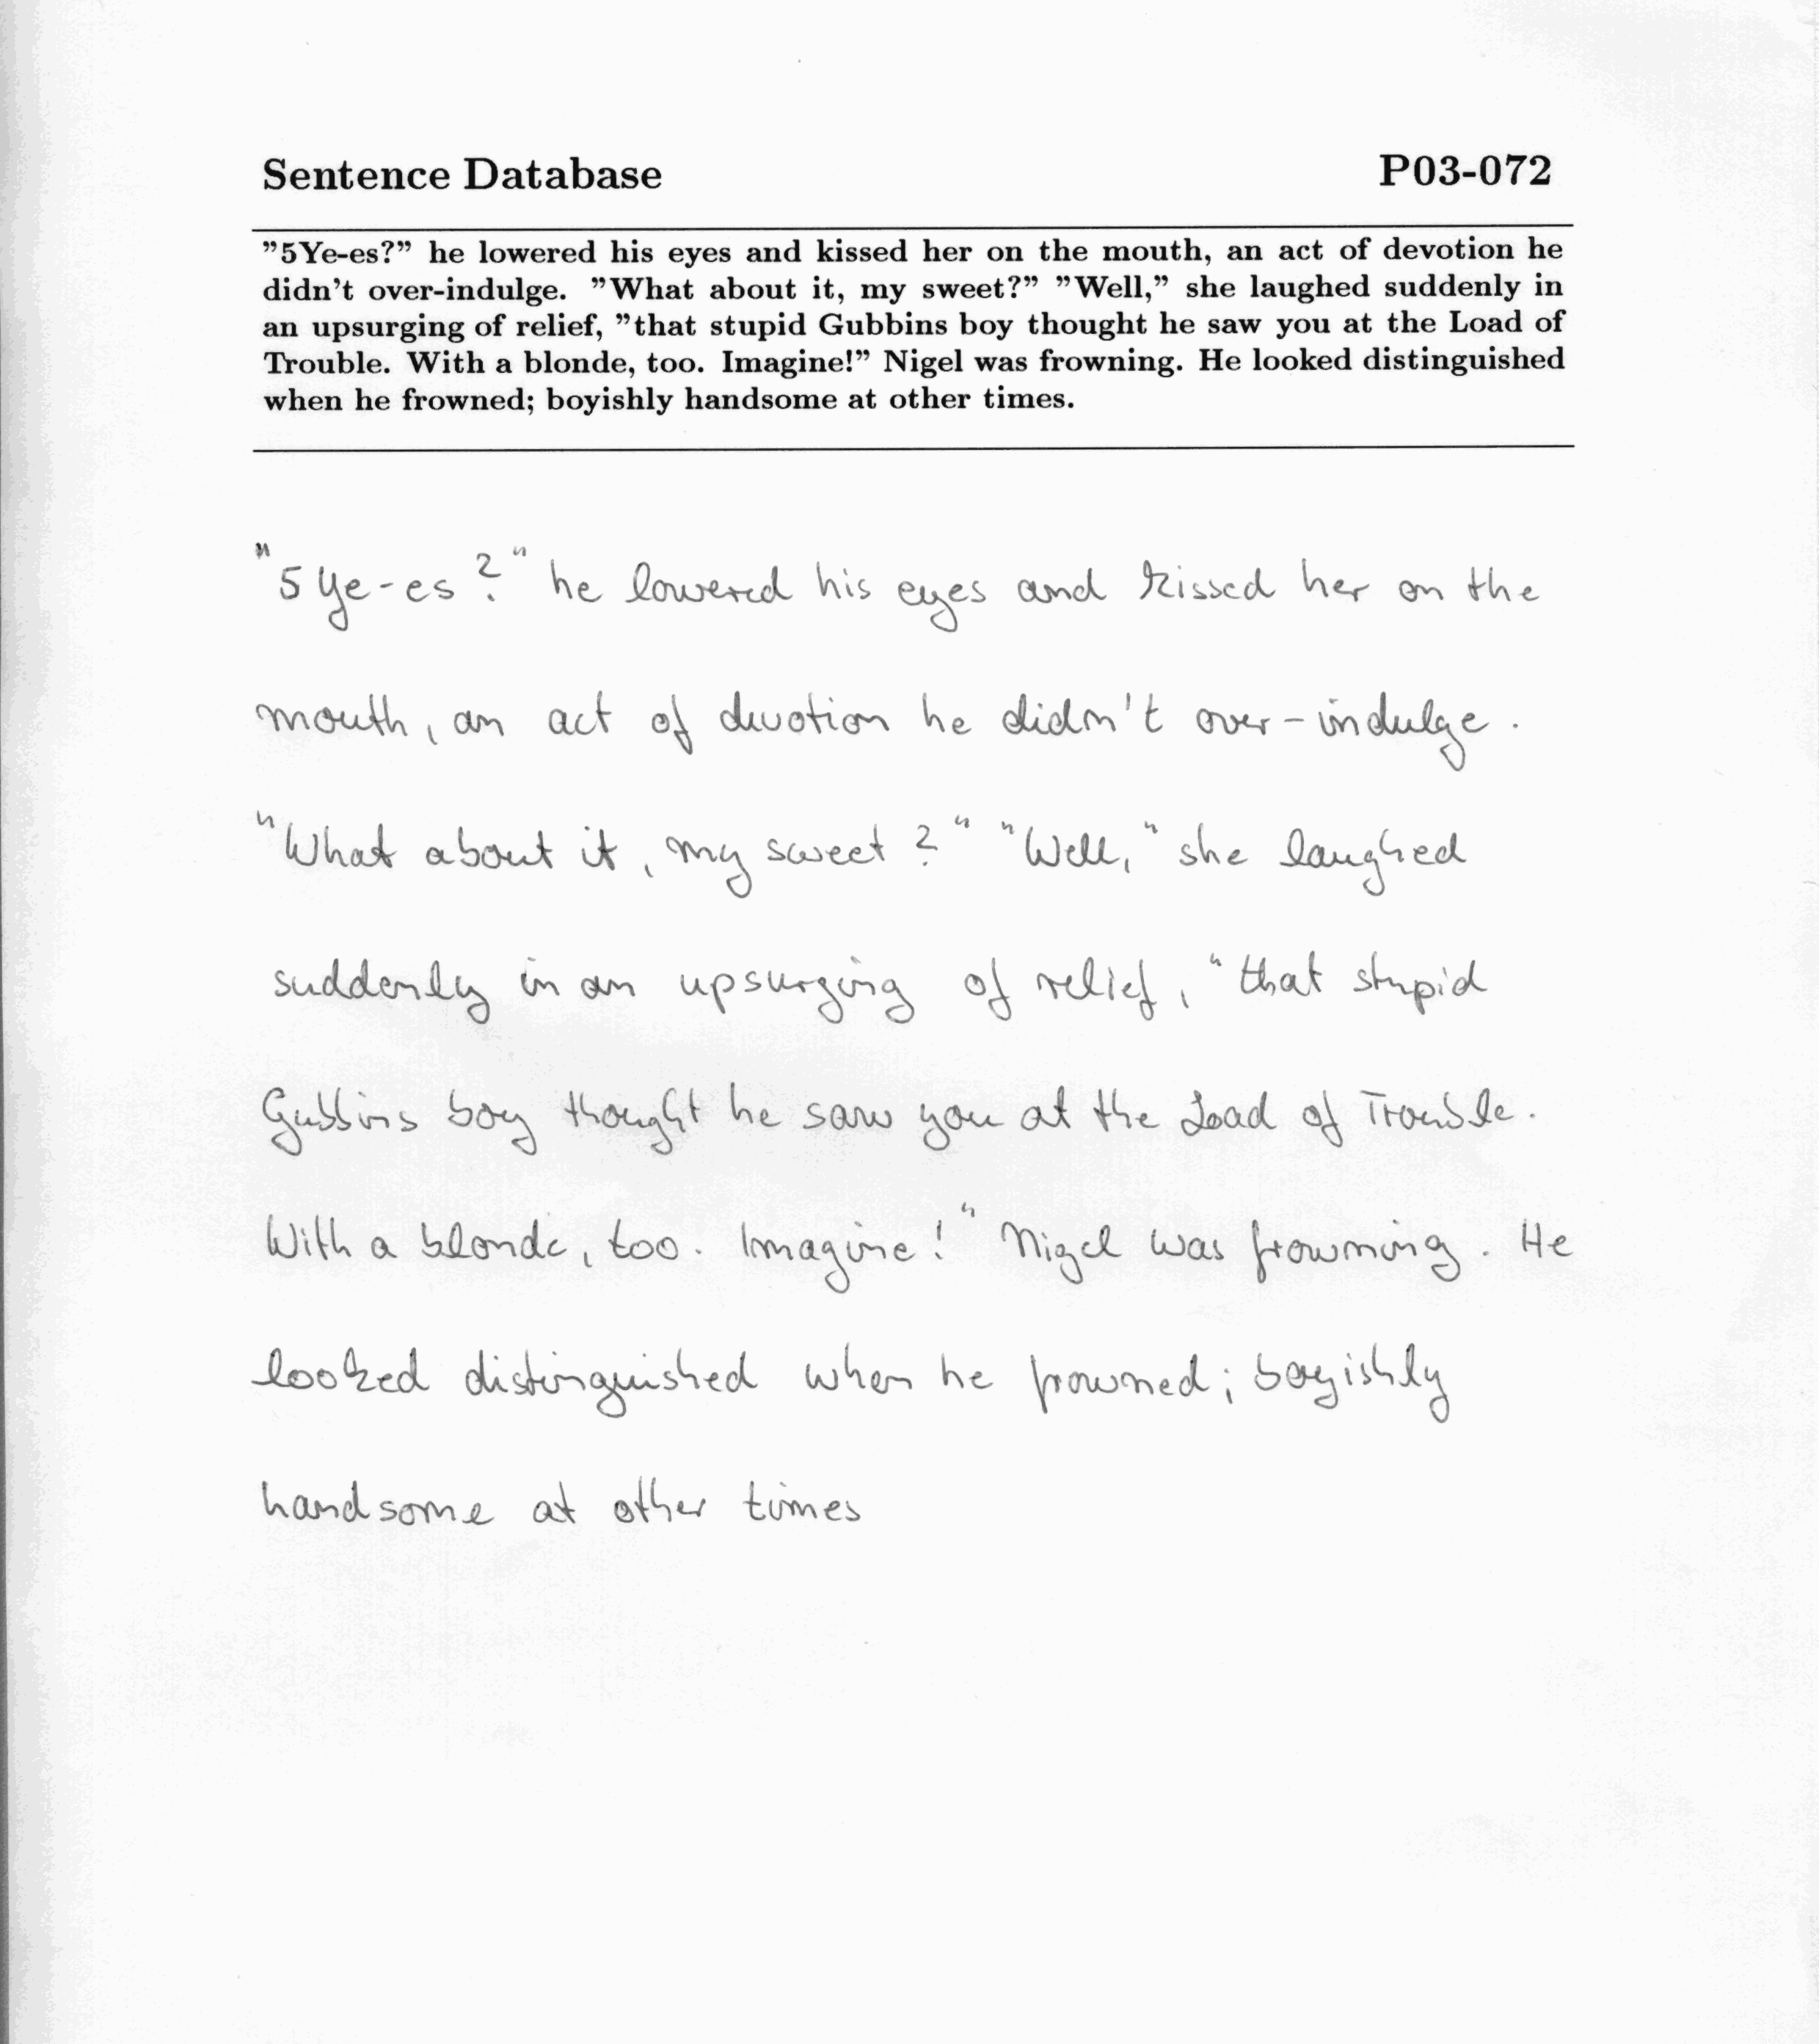 Sentence Database P03-072
"5Ye-es?" he lowered his eyes and kissed her on the mouth, an act of devotion he
didn't over-indulge. "What about it, my sweet?" "Well," she laughed suddenly in
an upsurging of relief, "that stupid Gubbins boy thought he saw you at the Load of
Trouble. With a blonde, too. Imagine!" Nigel was frowning. He looked distinguished
when he frowned; boyishly handsome at other times.
"5Ye-es?" he lowered his eyes and kissed her on the
mouth, an act of devotion he didn't over-indulge.
"What about it, my sweet?" "Well," she laughed
suddenly in an upsurging of relief, "that stupid
Gubbins boy thought he saw you at the Load of Trouble.
With a blonde, too. Imagine!" Nigel was frowning. He
looked distinguished when he frowned; boyishly
handsome at other times